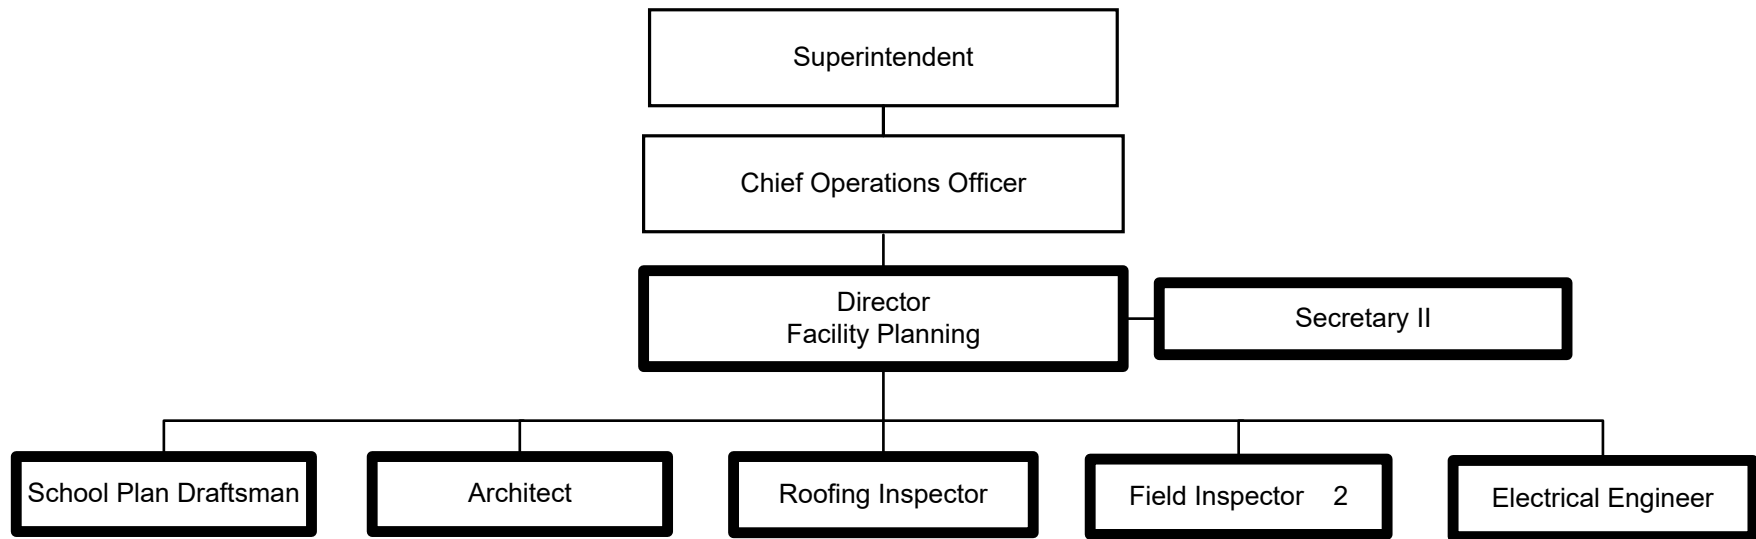 Superintendent
Chief Operations Officer
Director
Facility Planning
Secretary II
School Plan Draftsman
Architect
Roofing Inspector
Field Inspector 2
Electrical Engineer